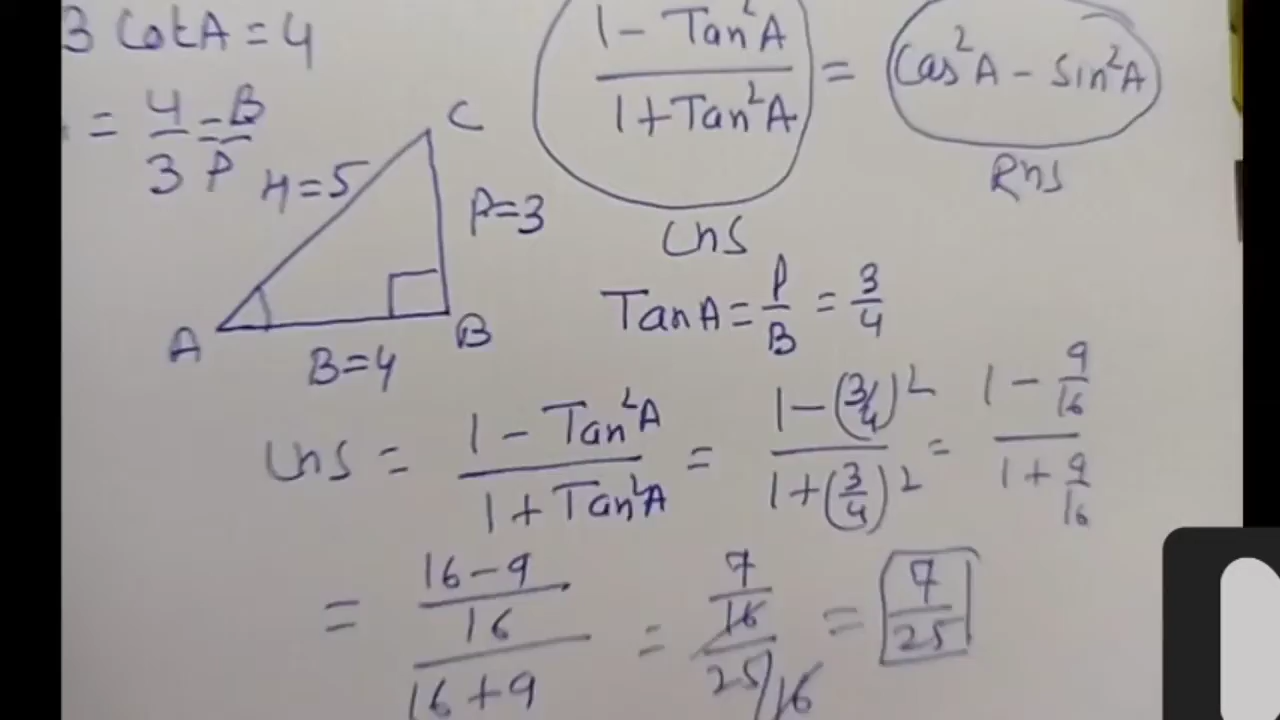 3 CotA = 4
= 4/3 = B/P
1 - Tan²A / 1 + Tan²A = Cos²A - Sin²A
LHS
RHS
C
H=5
P=3
A
B
B=4
TanA = P/B = 3/4
LHS = 1 - Tan²A / 1 + Tan²A = 1-(3/4)² / 1+(3/4)² = 1 - 9/16 / 1 + 9/16
= 16-9/16 / 16+9 = 7/16 / 25/16 = 7/25